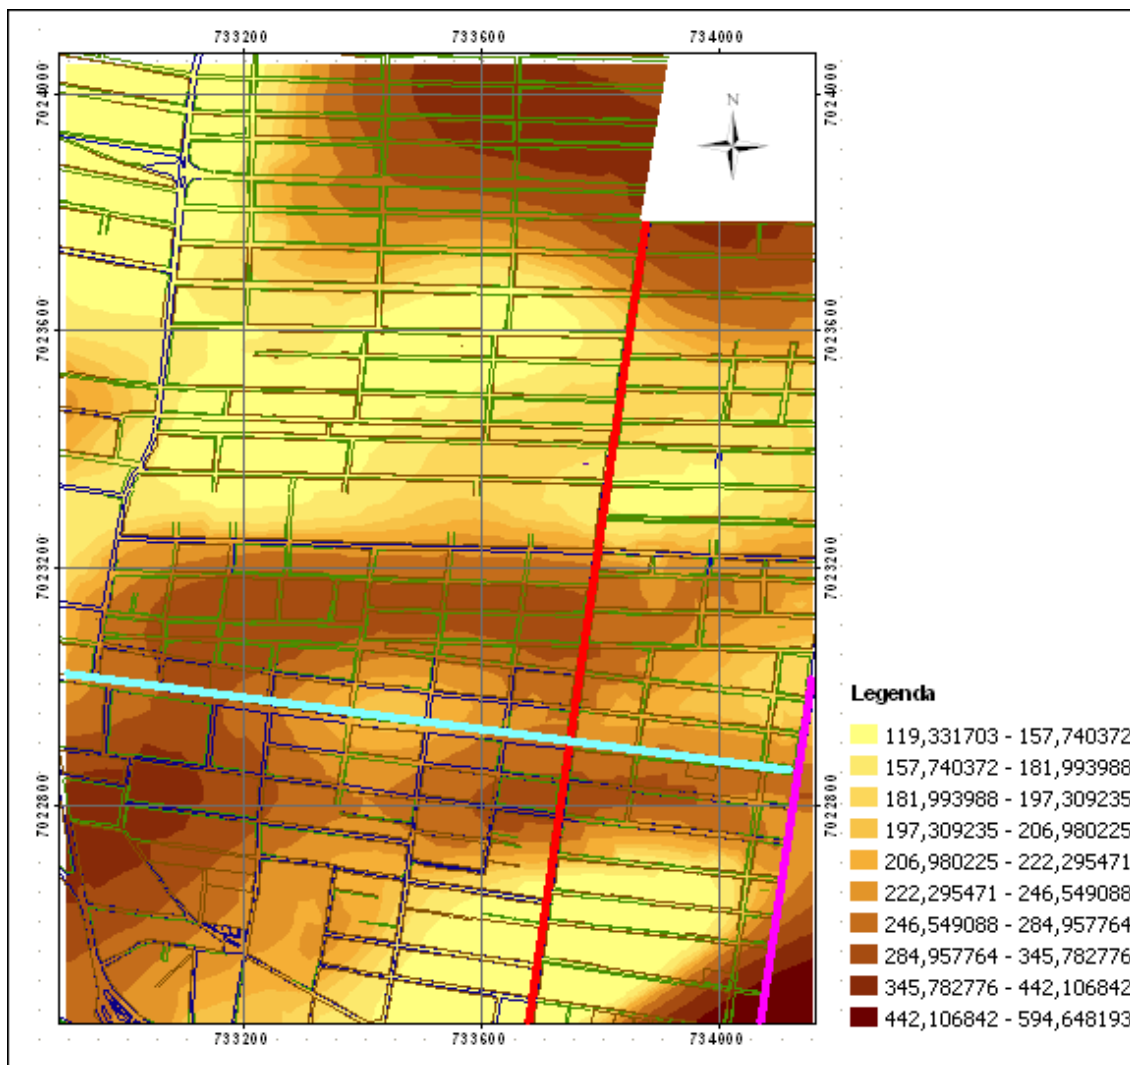 733200 733600 734000
N
7024000 7024000
7023600 7023600
7023200 7023200
7022800 7022800
Legenda
119,331703 - 157,740372
157,740372 - 181,993988
181,993988 - 197,309235
197,309235 - 206,980225
206,980225 - 222,295471
222,295471 - 246,549088
246,549088 - 284,957764
284,957764 - 345,782776
345,782776 - 442,106842
442,106842 - 594,648193
733200 733600 734000